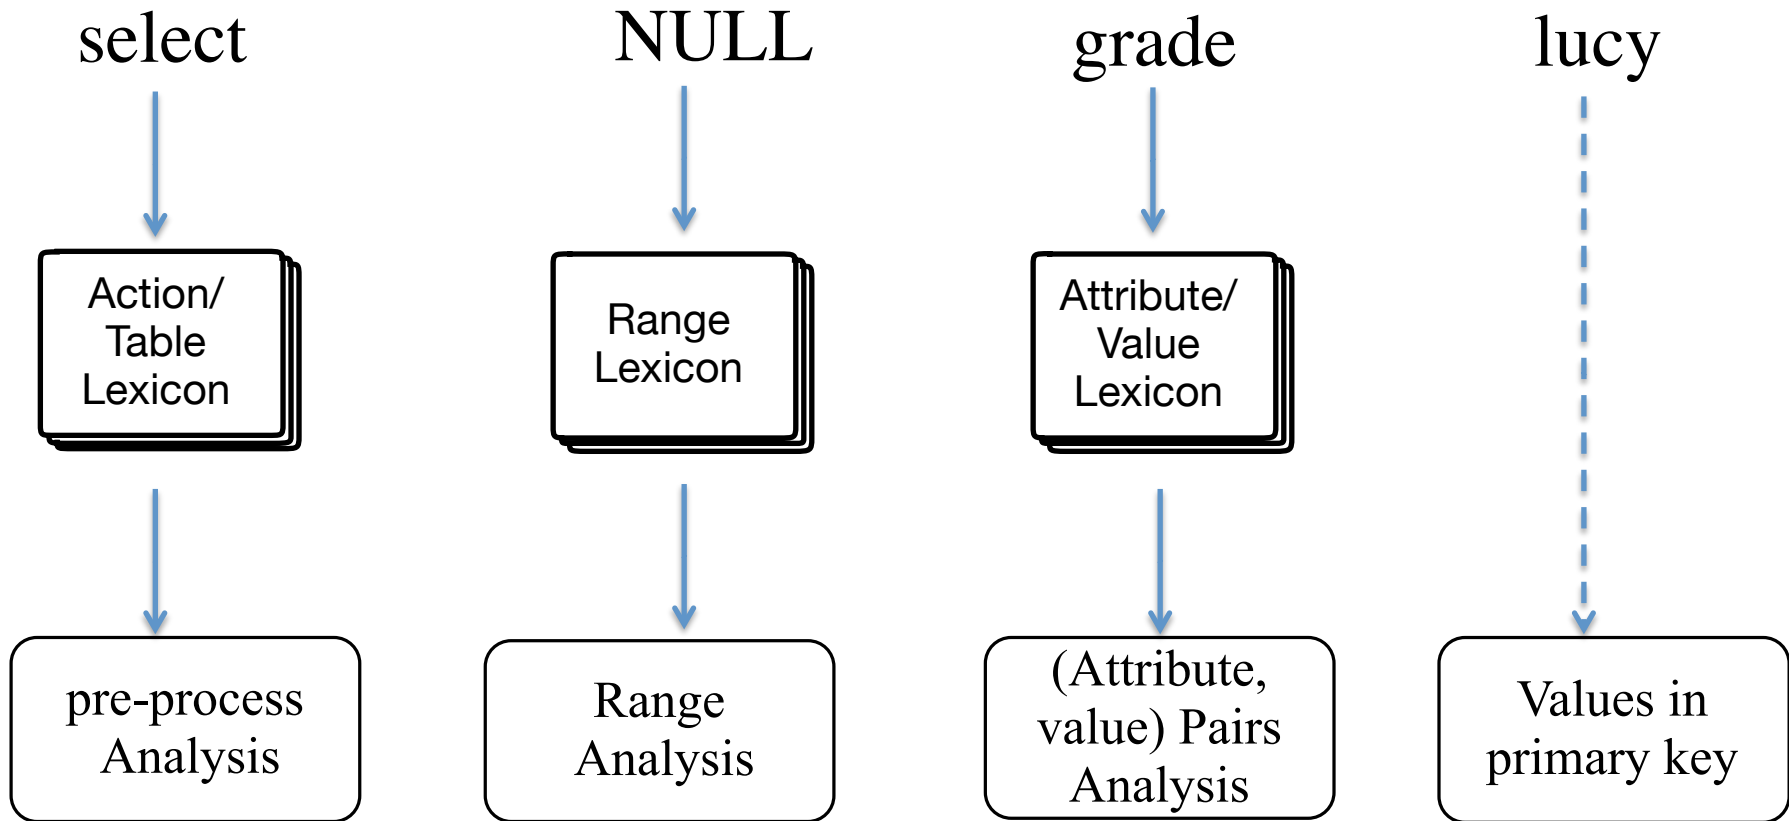 select
NULL
grade
lucy
Action/
Table
Lexicon
Range
Lexicon
Attribute/
Value
Lexicon
pre-process
Analysis
Range
Analysis
(Attribute,
value) Pairs
Analysis
Values in
primary key